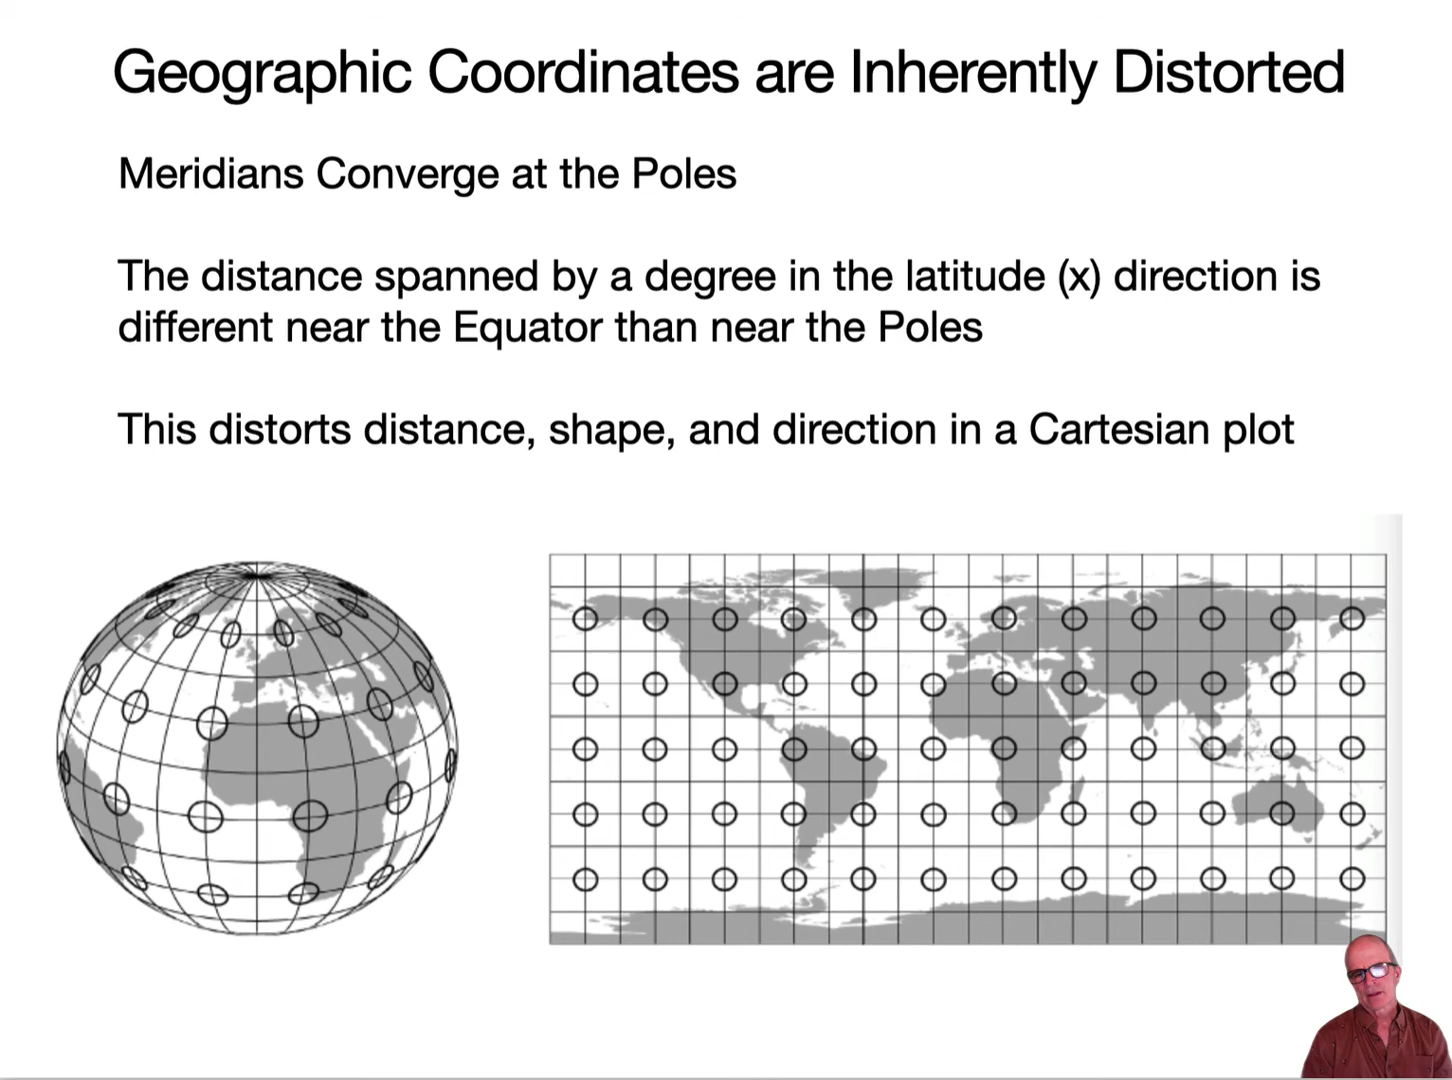 Geographic Coordinates are Inherently Distorted
Meridians Converge at the Poles
The distance spanned by a degree in the latitude (x) direction is
different near the Equator than near the Poles
This distorts distance, shape, and direction in a Cartesian plot